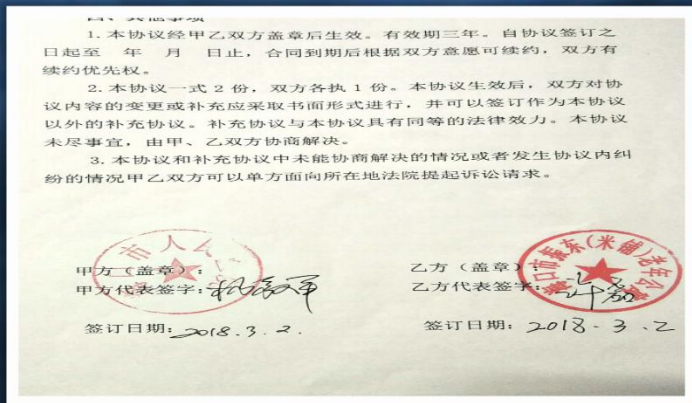 四、其他事项
1.本协议经甲乙双方盖章后生效。有效期三年。自协议签订之
日起至 年 月 日止，合同到期后根据双方意愿可续约，双方有
续约优先权。
2.本协议一式2份，双方各执1份。本协议生效后，双方对协
议内容的变更或补充应采取书面形式进行，并可以签订作为本协议
以外的补充协议。补充协议与本协议具有同等的法律效力。本协议
未尽事宜，由甲、乙双方协商解决。
3.本协议和补充协议中未能协商解决的情况或者发生协议内纠
纷的情况甲乙双方可以单方面向所在地法院提起诉讼请求。
市人
口市振东(米铺)老年公寓
甲方（盖章）：
乙方（盖章）：
甲方代表签字：
乙方代表签字：
签订日期：2018.3.2.
签订日期：2018.3.2